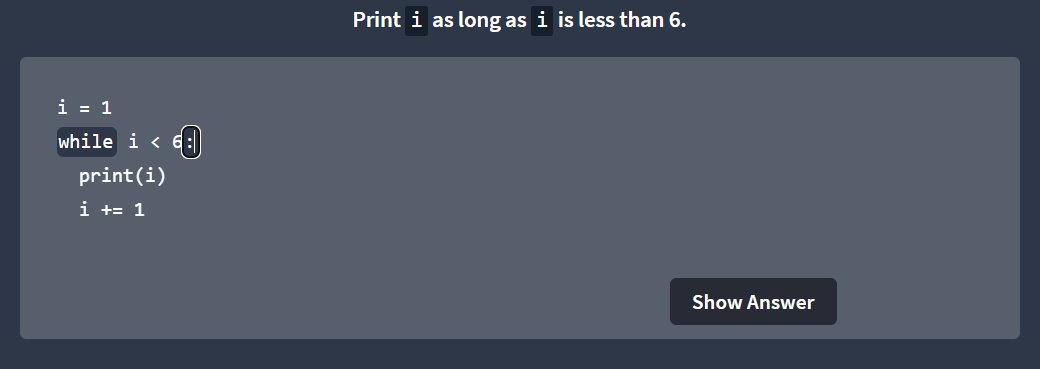 Print i as long as i is less than 6.
i = 1
while i < 6:
  print(i)
  i += 1
Show Answer